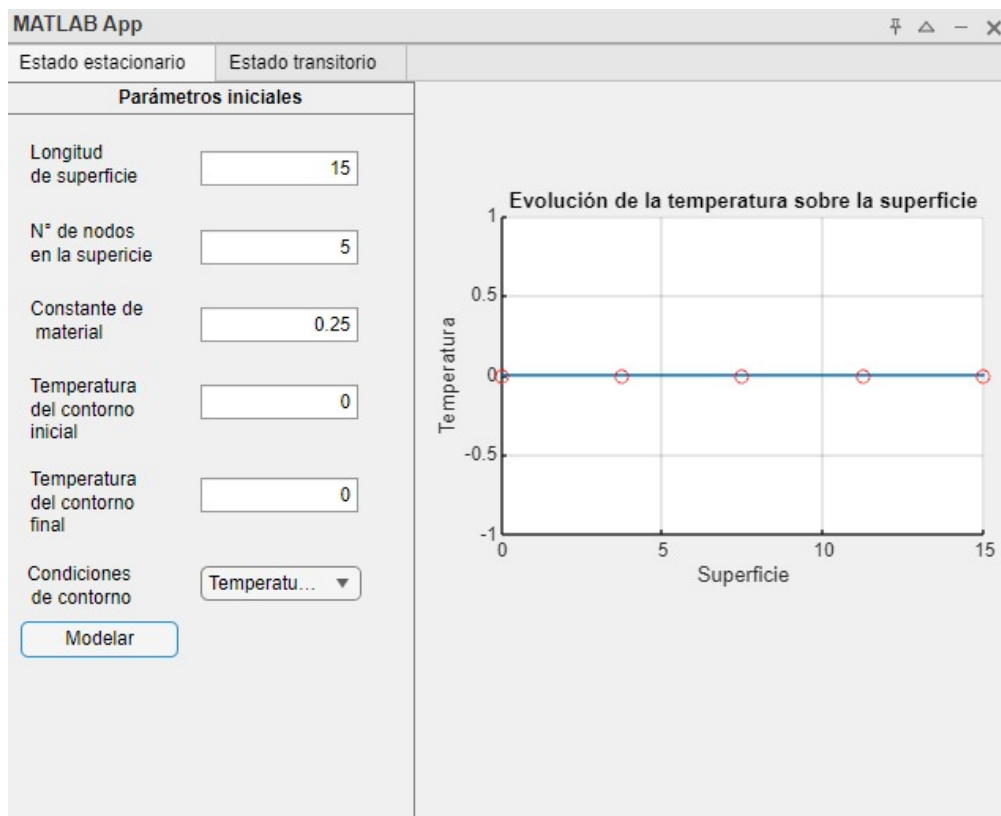 MATLAB App
Estado estacionario
Estado transitorio
Parámetros iniciales
Longitud
de superficie
15
N° de nodos
en la supericie
5
Constante de
material
0.25
Temperatura
del contorno
inicial
0
Temperatura
del contorno
final
0
Condiciones
de contorno
Temperatu...
Modelar
Evolución de la temperatura sobre la superficie
1
0.5
0
-0.5
-1
Temperatura
0
5
10
15
Superficie